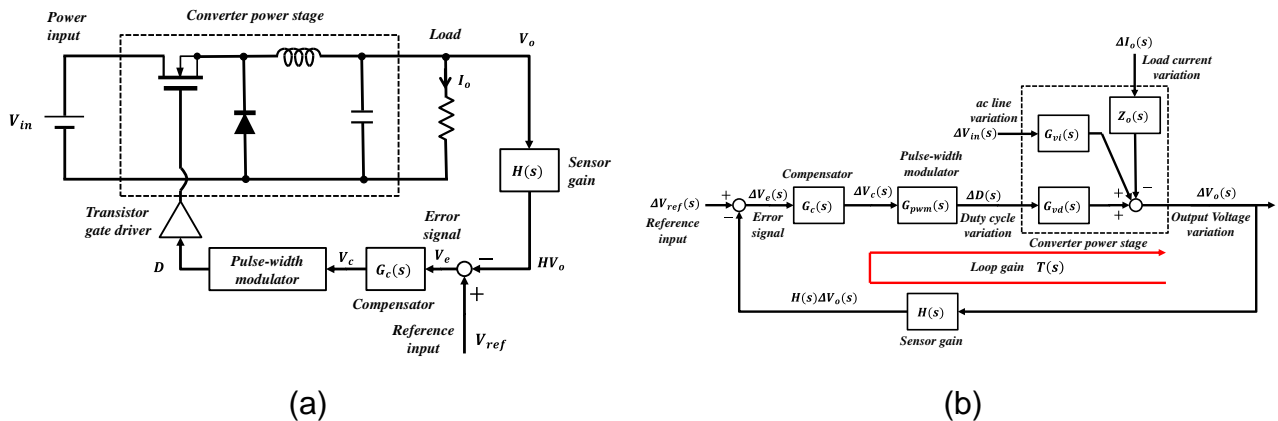 Converter power stage
Power
input
Load
V_o
I_o
V_in
H(s)
Sensor
gain
Transistor
gate driver
Error
signal
D
Pulse-width
modulator
V_c
G_c(s)
V_e
−
HV_o
Compensator
+
Reference
input
V_ref
(a)
ΔI_o(s)
Load current
variation
ac line
variation
ΔV_in(s)
G_vi(s)
Z_o(s)
Pulse-width
modulator
Compensator
ΔV_ref(s)
Reference
input
+
−
ΔV_e(s)
Error
signal
G_c(s)
ΔV_c(s)
G_pwm(s)
ΔD(s)
Duty cycle
variation
G_vd(s)
+
−
+
ΔV_o(s)
Output Voltage
variation
Converter power stage
Loop gain T(s)
H(s)ΔV_o(s)
H(s)
Sensor gain
(b)